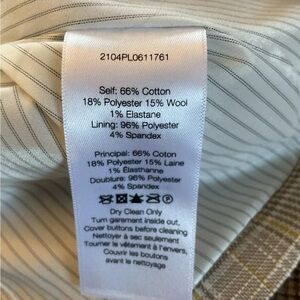 2104PL0611761
Self: 66% Cotton
18% Polyester 15% Wool
1% Elastane
Lining: 96% Polyester
4% Spandex
Principal: 66% Coton
18% Polyester 15% Laine
1% Elasthanne
Doublure: 96% Polyester
4% Spandex
Dry Clean Only
Turn garement inside out,
Cover buttons before cleaning
Nettoyer à sec seulement
Tourner le vêtement à l'envers,
Couvrir les boutons
avant le nettoyage